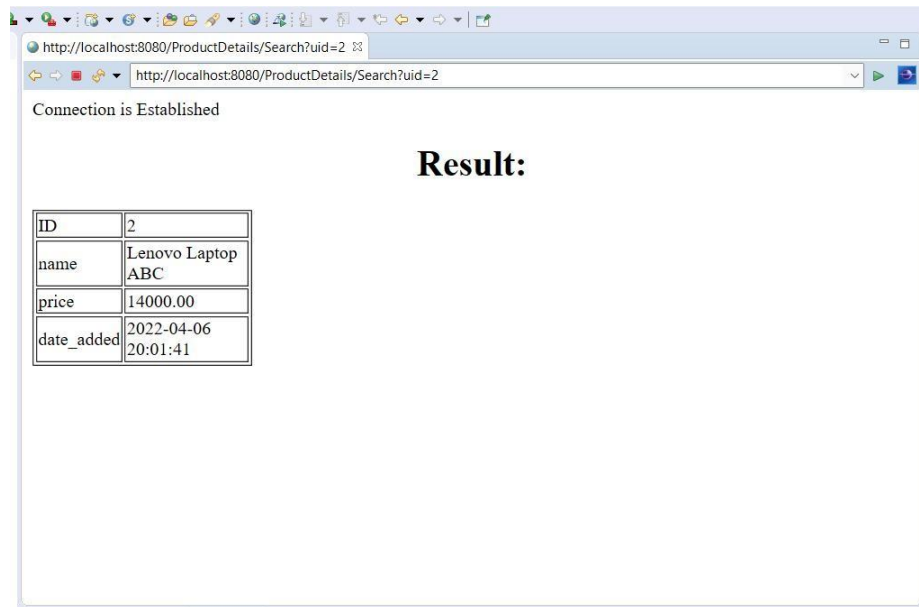 http://localhost:8080/ProductDetails/Search?uid=2
http://localhost:8080/ProductDetails/Search?uid=2
Connection is Established
Result:
ID 2
name Lenovo Laptop
ABC
price 14000.00
date_added 2022-04-06
20:01:41